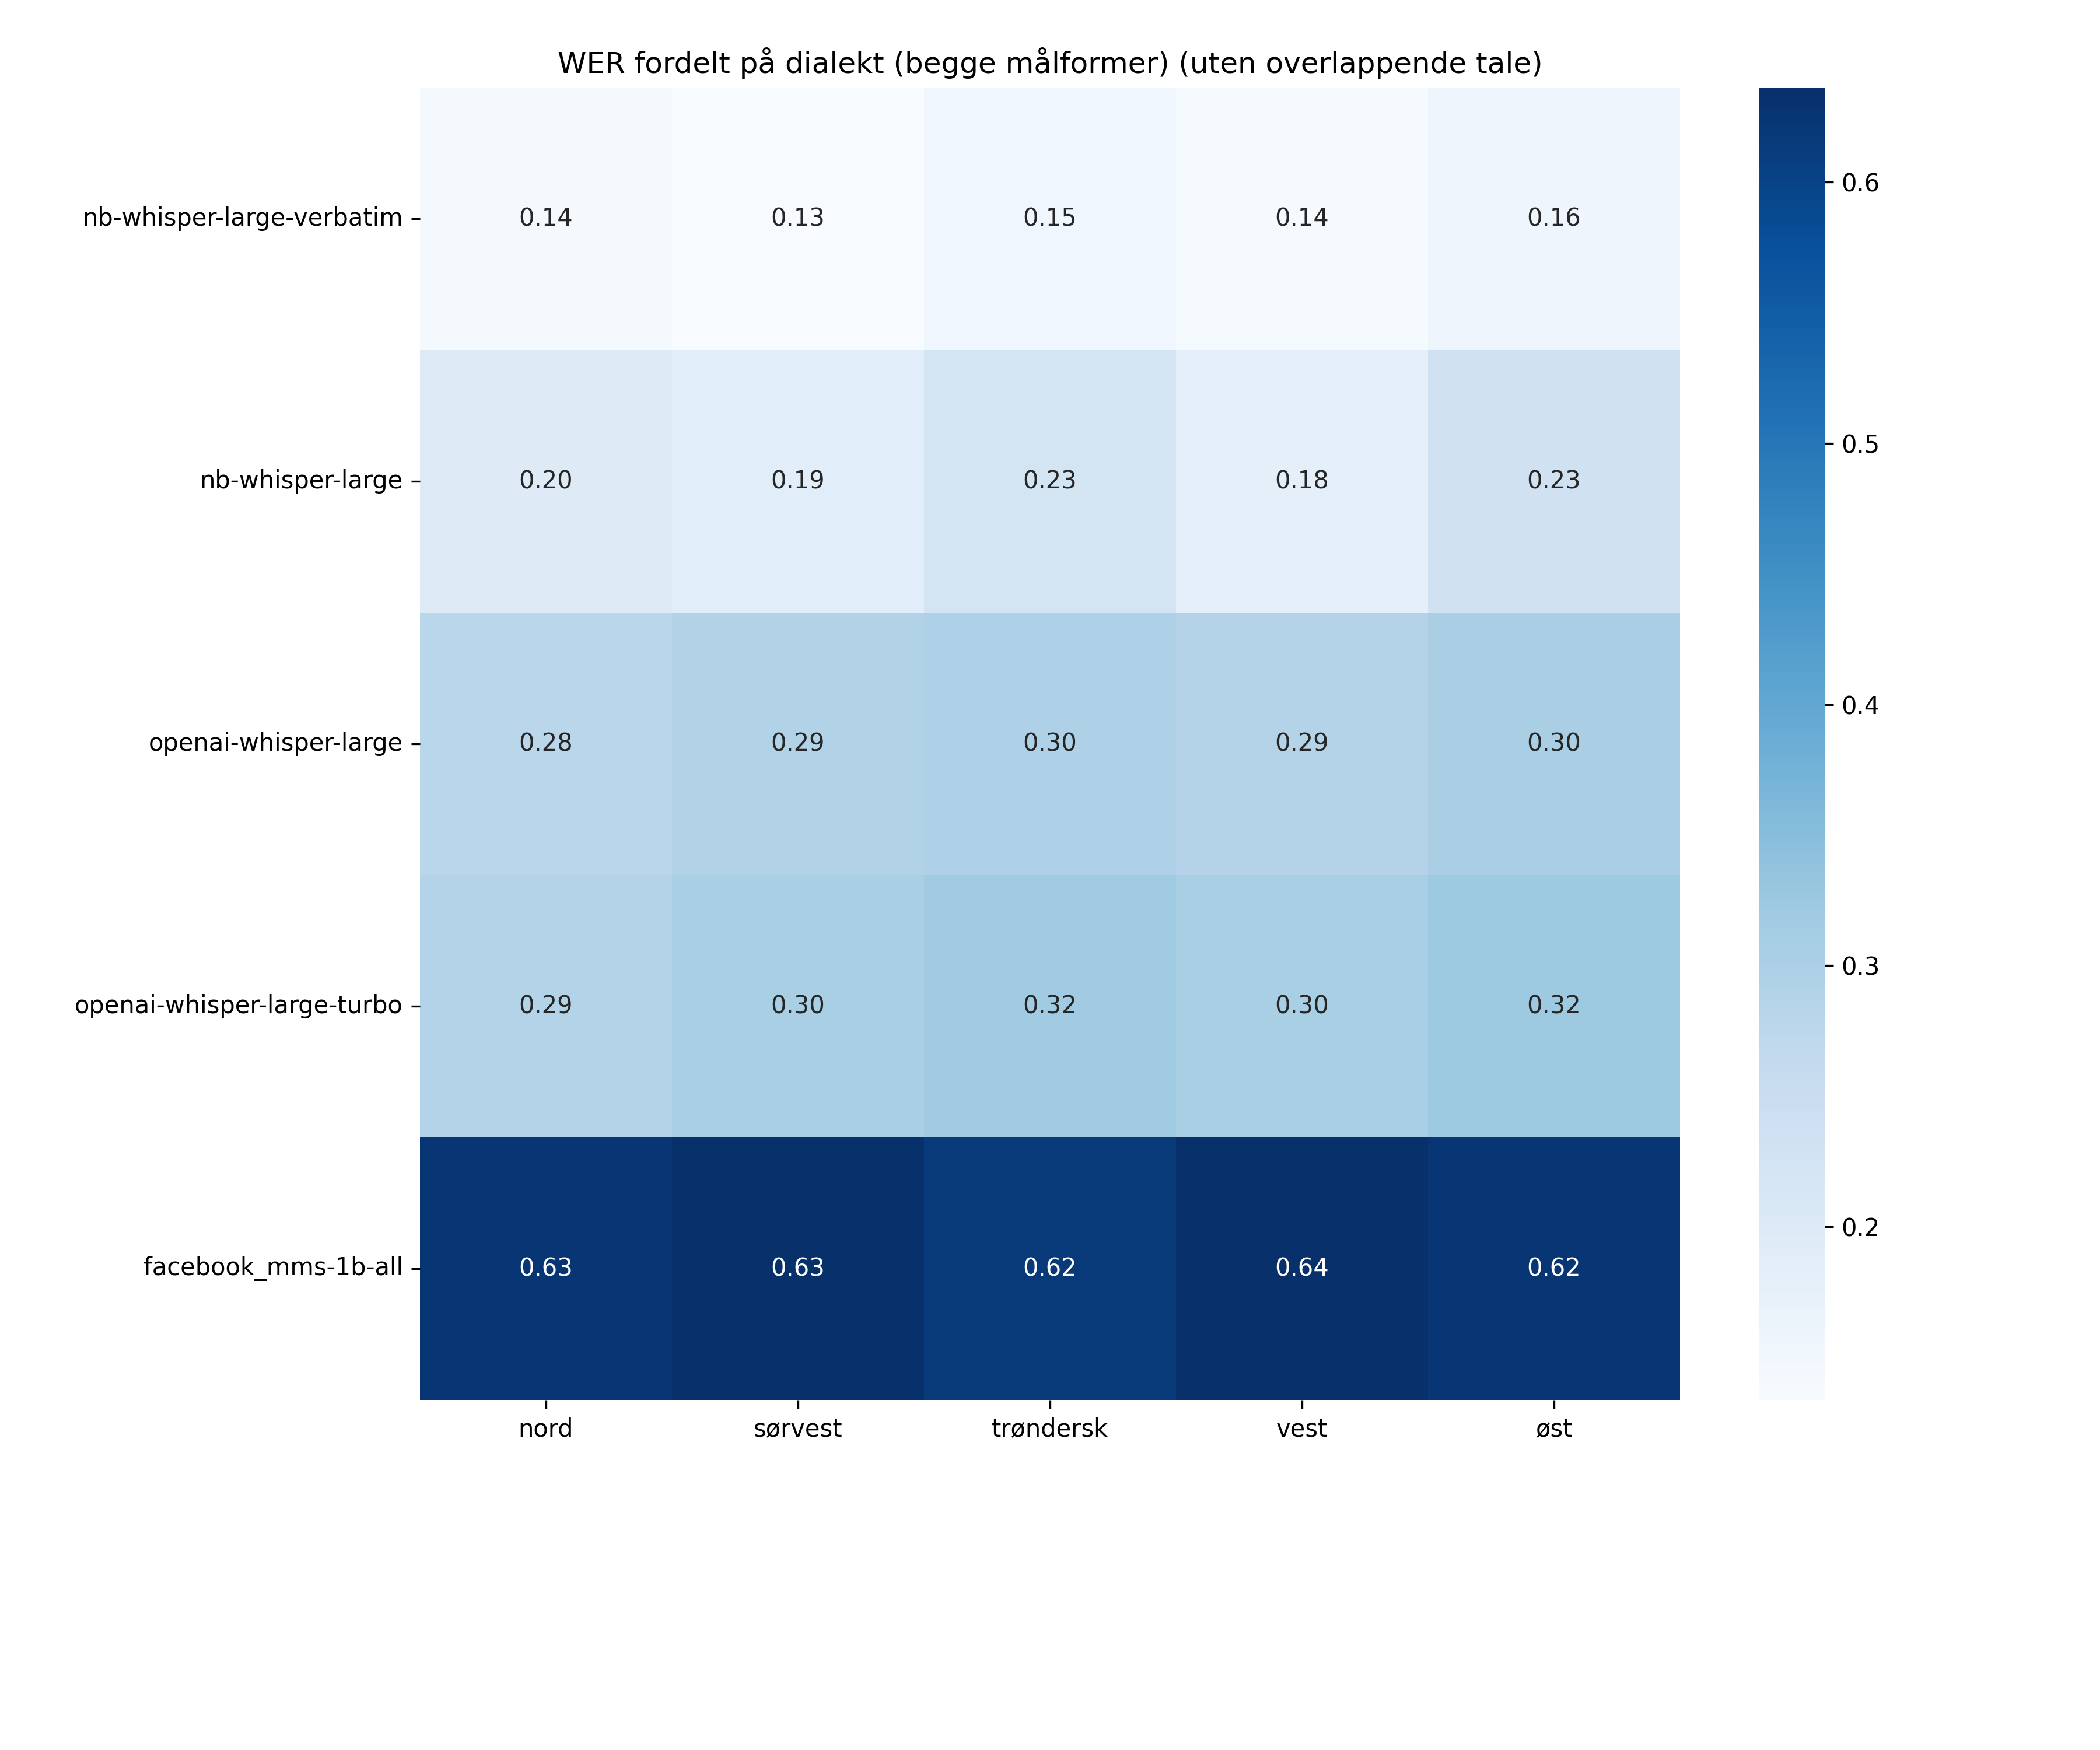 WER fordelt på dialekt (begge målformer) (uten overlappende tale)
nb-whisper-large-verbatim 0.14 0.13 0.15 0.14 0.16
nb-whisper-large 0.20 0.19 0.23 0.18 0.23
openai-whisper-large 0.28 0.29 0.30 0.29 0.30
openai-whisper-large-turbo 0.29 0.30 0.32 0.30 0.32
facebook_mms-1b-all 0.63 0.63 0.62 0.64 0.62
nord sørvest trøndersk vest øst
0.6
0.5
0.4
0.3
0.2